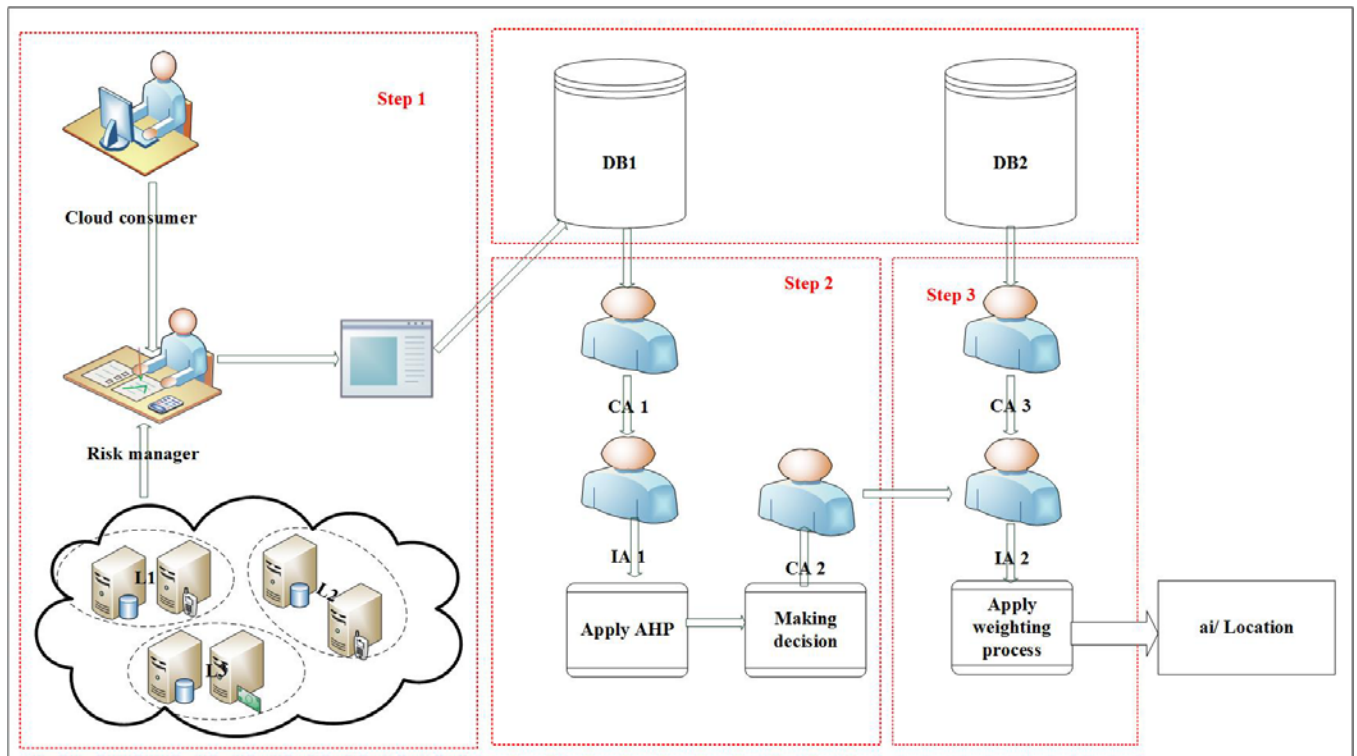 Step 1
Cloud consumer
Risk manager
L1
L2
L3
DB1
DB2
Step 2
CA 1
IA 1
CA 2
Apply AHP
Making
decision
Step 3
CA 3
IA 2
Apply
weighting
process
ai/ Location